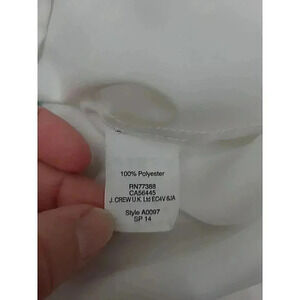 100% Polyester
RN77388
CA56445
J. CREW U.K. Ltd EC4V 6JA
Style A0097
SP 14